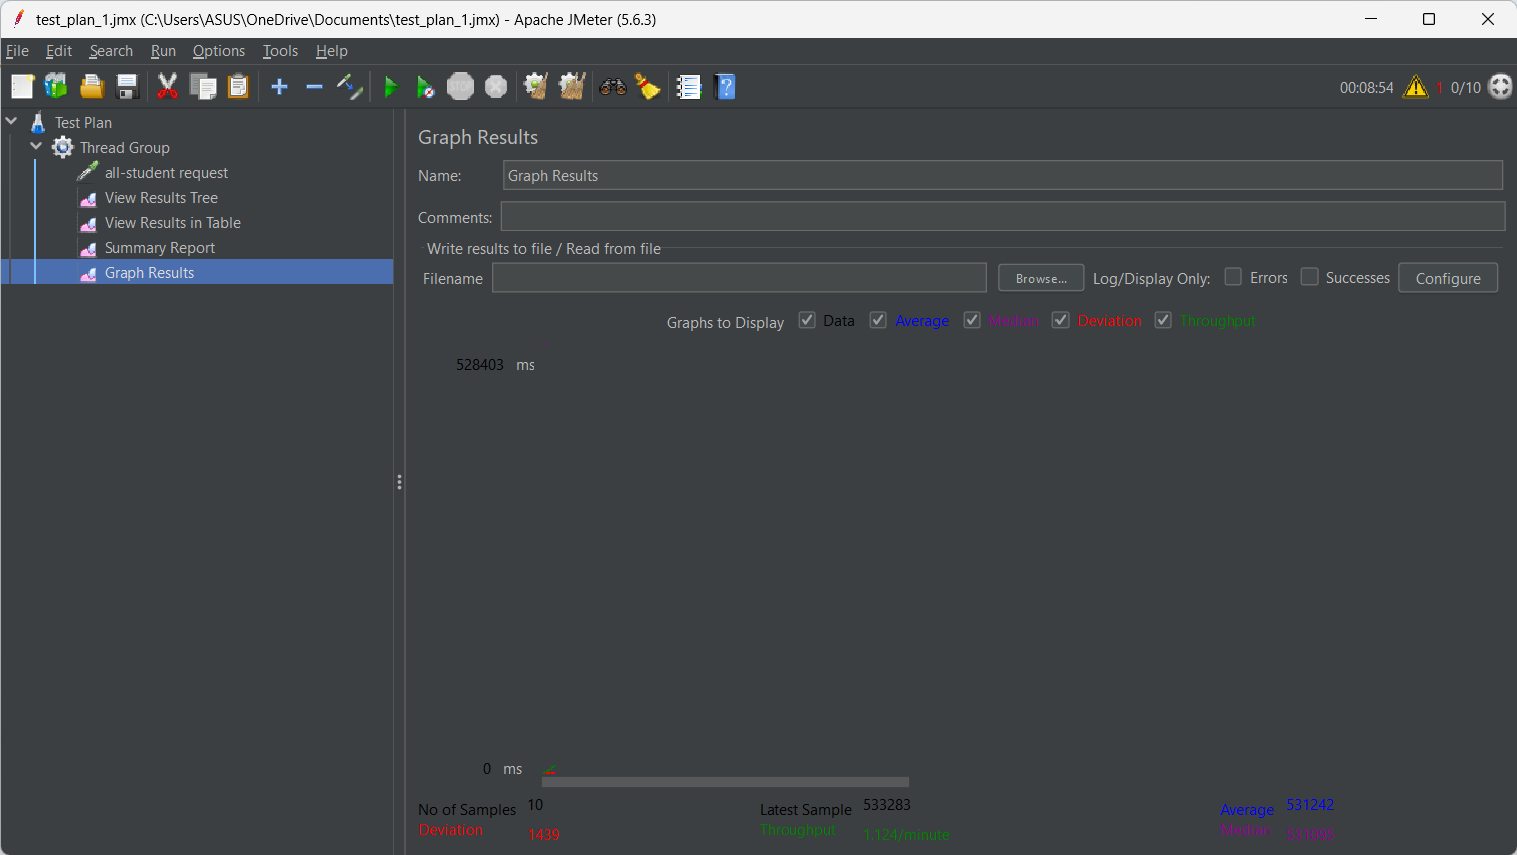 test_plan_1.jmx (C:\Users\ASUS\OneDrive\Documents\test_plan_1.jmx) - Apache JMeter (5.6.3)
File Edit Search Run Options Tools Help
STOP 00:08:54 1 0/10
Test Plan
Thread Group
all-student request
View Results Tree
View Results in Table
Summary Report
Graph Results
Graph Results
Name: Graph Results
Comments:
Write results to file / Read from file
Filename Browse... Log/Display Only: Errors Successes Configure
Graphs to Display Data Average Median Deviation Throughput
528403 ms
0 ms
No of Samples 10 Latest Sample 533283 Average 531242
Deviation 1439 Throughput 1.124/minute Median